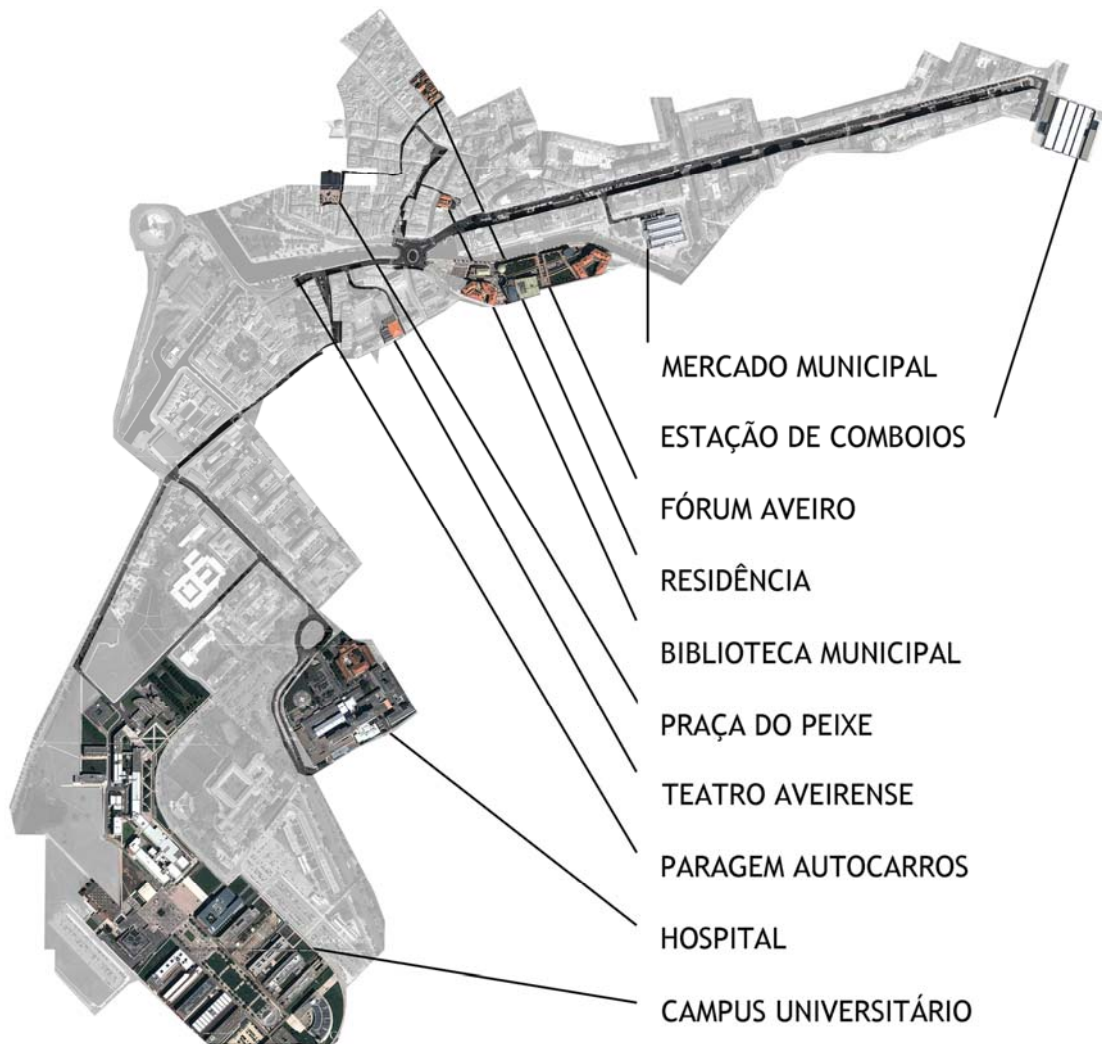 MERCADO MUNICIPAL
ESTAÇÃO DE COMBOIOS
FÓRUM AVEIRO
RESIDÊNCIA
BIBLIOTECA MUNICIPAL
PRAÇA DO PEIXE
TEATRO AVEIRENSE
PARAGEM AUTOCARROS
HOSPITAL
CAMPUS UNIVERSITÁRIO